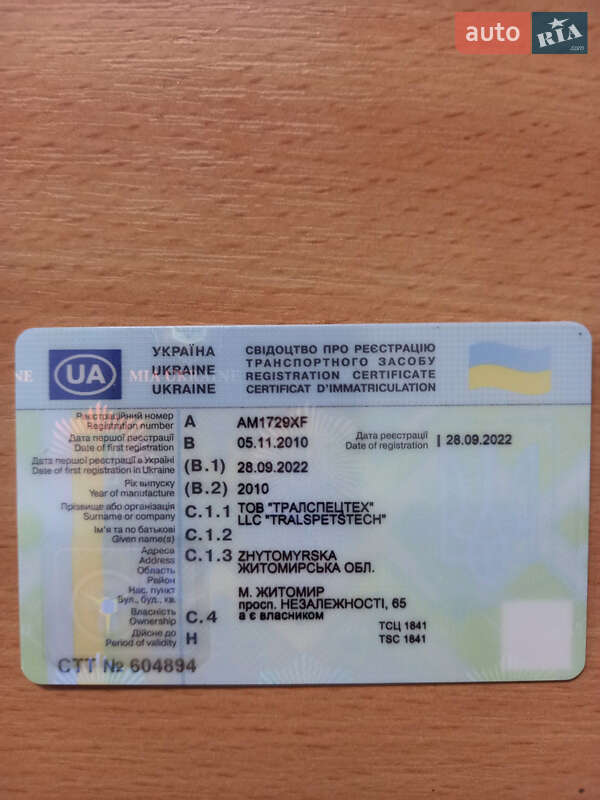 auto RIA .com
УКРАЇНА
UKRAINE
UKRAINE
UA
СВІДОЦТВО ПРО РЕЄСТРАЦІЮ
ТРАНСПОРТНОГО ЗАСОБУ
REGISTRATION CERTIFICATE
CERTIFICAT D'IMMATRICULATION
MIA UKRAINE
Реєстраційний номер
Registration number
A AM1729XF
Дата першої реєстрації
Date of first registration
B 05.11.2010
Дата реєстрації
Date of registration
I 28.09.2022
Дата першої реєстрації в Україні
Date of first registration in Ukraine
(B.1) 28.09.2022
Рік випуску
Year of manufacture
(B.2) 2010
Прізвище або організація
Surname or company
C.1.1 ТОВ "ТРАЛСПЕЦТЕХ"
LLC "TRALSPETSTECH"
Ім'я та по батькові
Given name(s)
C.1.2
Адреса
Address
Область
Район
Нас. пункт
Бул., буд., кв.
C.1.3 ZHYTOMYRSKA
ЖИТОМИРСЬКА ОБЛ.
М. ЖИТОМИР
просп. НЕЗАЛЕЖНОСТІ, 65
Власність
Ownership
C.4 а є власником
Дійсне до
Period of validity
H
ТСЦ 1841
TSC 1841
СТТ № 604894